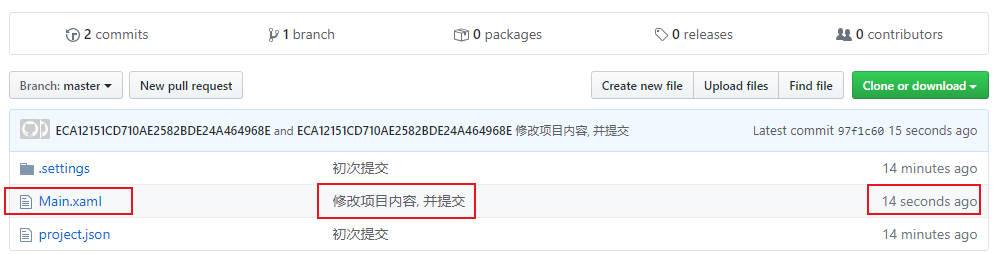 2 commits 1 branch 0 packages 0 releases 0 contributors
Branch: master New pull request Create new file Upload files Find file Clone or download
ECA12151CD710AE2582BDE24A464968E and ECA12151CD710AE2582BDE24A464968E 修改项目内容, 并提交 Latest commit 97f1c60 15 seconds ago
.settings 初次提交 14 minutes ago
Main.xaml 修改项目内容, 并提交 14 seconds ago
project.json 初次提交 14 minutes ago